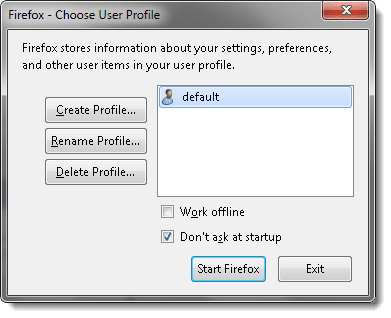 Firefox - Choose User Profile
Firefox stores information about your settings, preferences,
and other user items in your user profile.
default
Create Profile...
Rename Profile...
Delete Profile...
Work offline
Don't ask at startup
Start Firefox
Exit